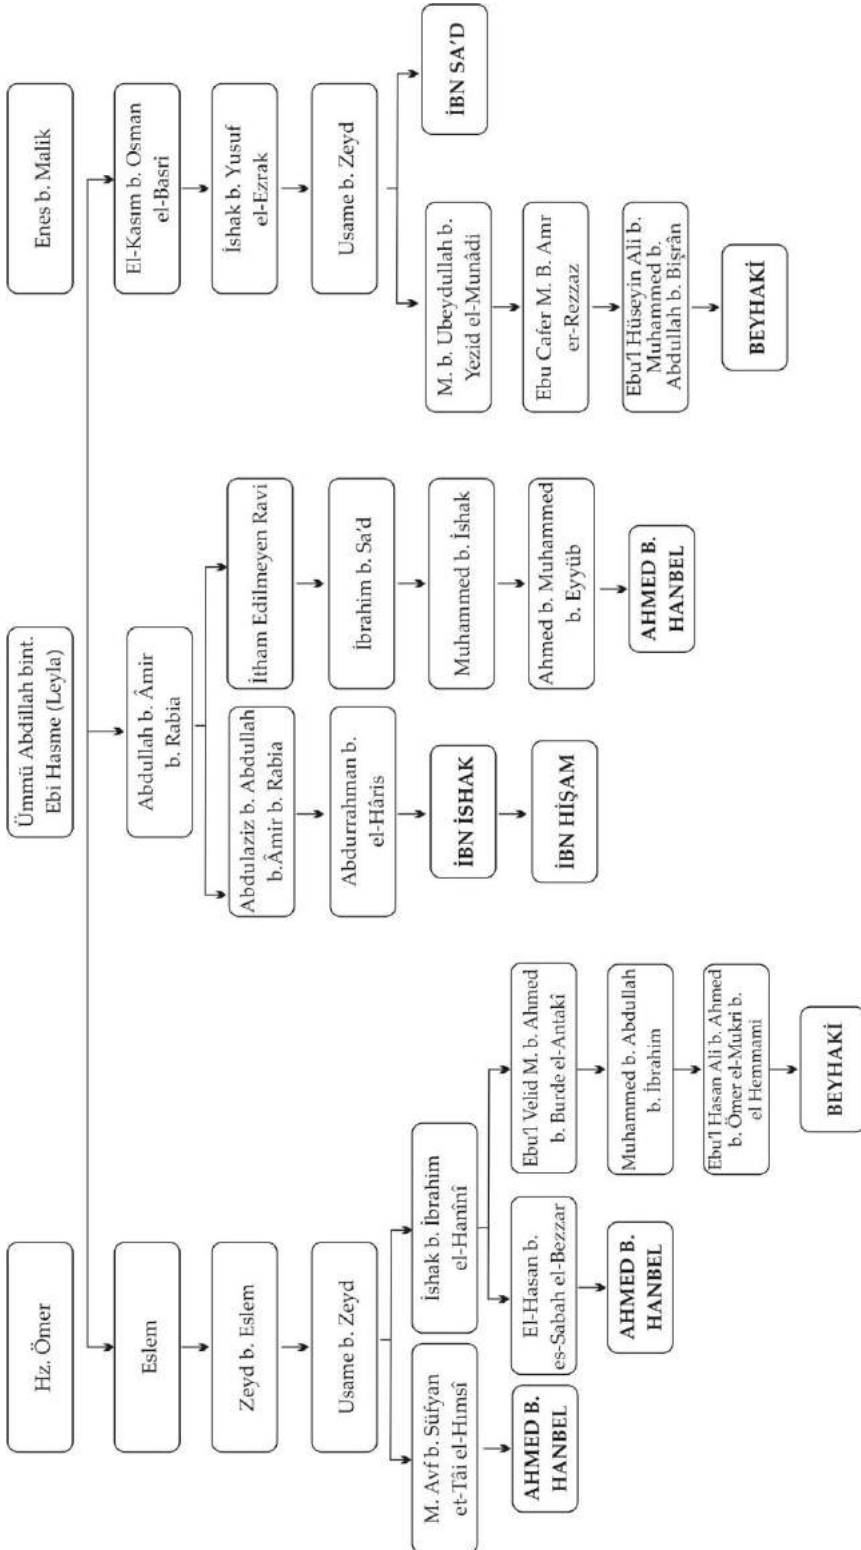 Hz. Ömer
Ümmü Abdillah bint.
Ebi Hasme (Leyla)
Enes b. Malik
Eslem
Abdullah b. Âmir
b. Rabia
El-Kasım b. Osman
el-Basri
Zeyd b. Eslem
Abdulaziz b. Abdullah
b.Âmir b. Rabia
İtham Edilmeyen Ravi
İshak b. Yusuf
el-Ezrak
Usame b. Zeyd
Abdurrahman b.
el-Hâris
İbrahim b. Sa'd
Usame b. Zeyd
M. Avf b. Süfyan
et-Tâi el-Hımsî
İshak b. İbrahim
el-Hanînî
İBN İSHAK
Muhammed b. İshak
M. b. Ubeydullah b.
Yezid el-Munâdi
İBN SA'D
AHMED B.
HANBEL
El-Hasan b.
es-Sabah el-Bezzar
Ebu'l Velid M. b. Ahmed
b. Burde el-Antakî
İBN HİŞAM
Ahmed b. Muhammed
b. Eyyüb
Ebu Cafer M. B. Amr
er-Rezzaz
AHMED B.
HANBEL
Muhammed b. Abdullah
b. İbrahim
AHMED B.
HANBEL
Ebu'l Hüseyin Ali b.
Muhammed b.
Abdullah b. Bişrân
Ebu'l Hasan Ali b. Ahmed
b. Ömer el-Mukri b.
el Hemmami
BEYHAKİ
BEYHAKİ